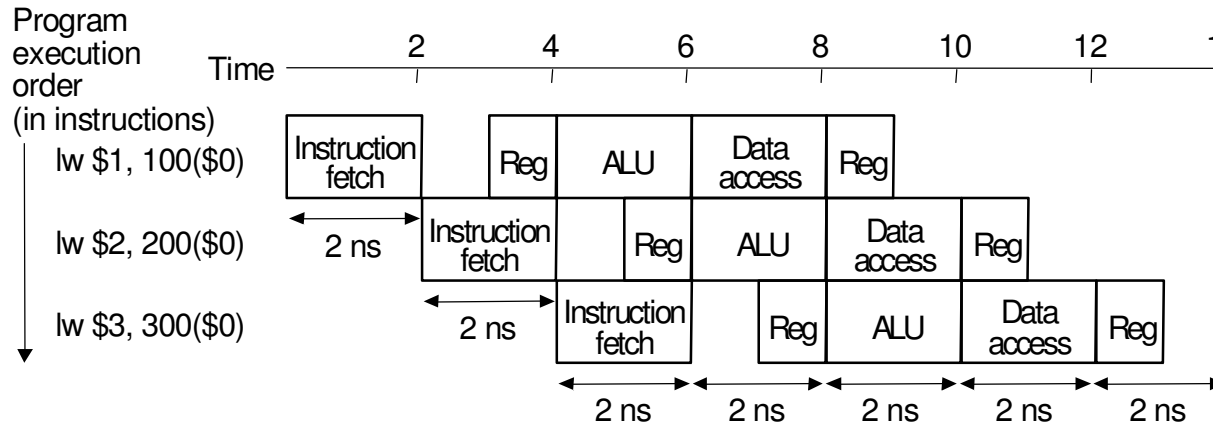 Program
execution
order
(in instructions)
Time
2 4 6 8 10 12 1
lw $1, 100($0)
Instruction
fetch
Reg
ALU
Data
access
Reg
2 ns
lw $2, 200($0)
Instruction
fetch
Reg
ALU
Data
access
Reg
2 ns
lw $3, 300($0)
Instruction
fetch
Reg
ALU
Data
access
Reg
2 ns 2 ns 2 ns 2 ns 2 ns